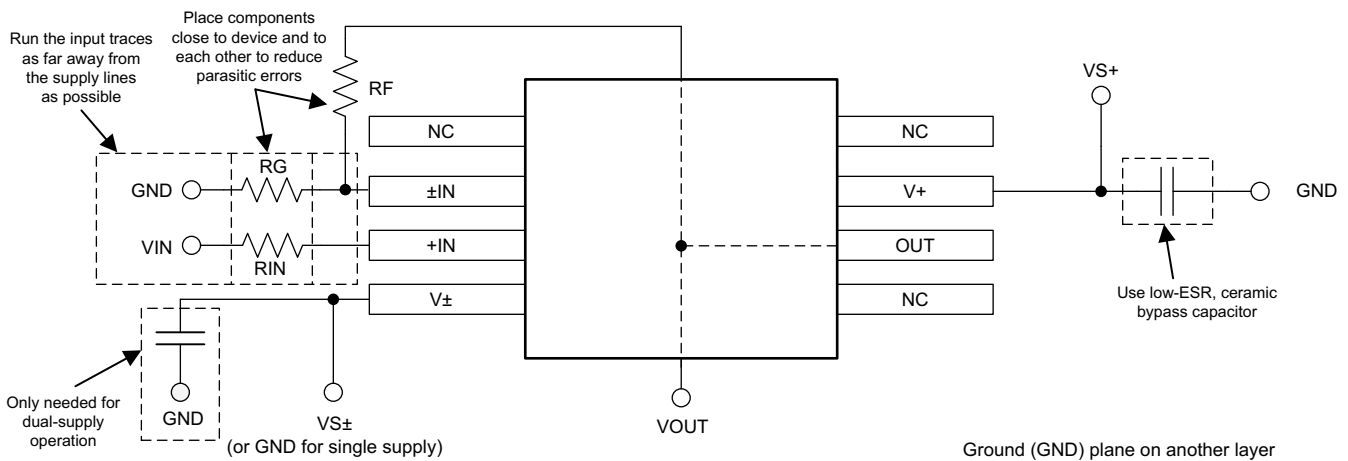 Run the input traces
as far away from
the supply lines
as possible
Place components
close to device and to
each other to reduce
parasitic errors
RF
NC
RG
GND
±IN
VIN
+IN
RIN
V±
Only needed for
dual-supply
operation
GND
VS±
(or GND for single supply)
VOUT
NC
V+
OUT
NC
VS+
GND
Use low-ESR, ceramic
bypass capacitor
Ground (GND) plane on another layer